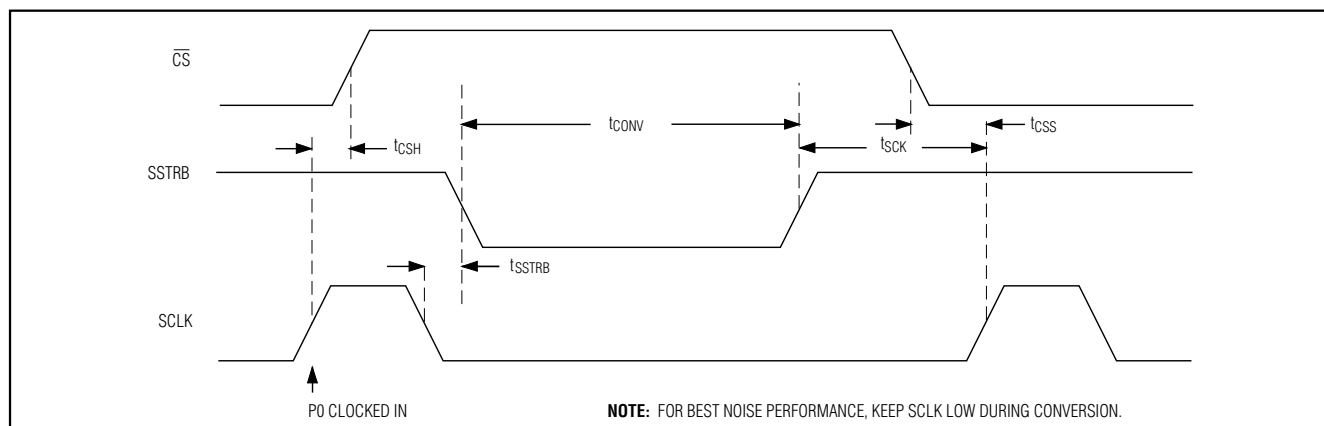 C̅S̅
tCONV
tCSS
tCSH
tSCK
SSTRB
tSSTRB
SCLK
P0 CLOCKED IN
NOTE: FOR BEST NOISE PERFORMANCE, KEEP SCLK LOW DURING CONVERSION.